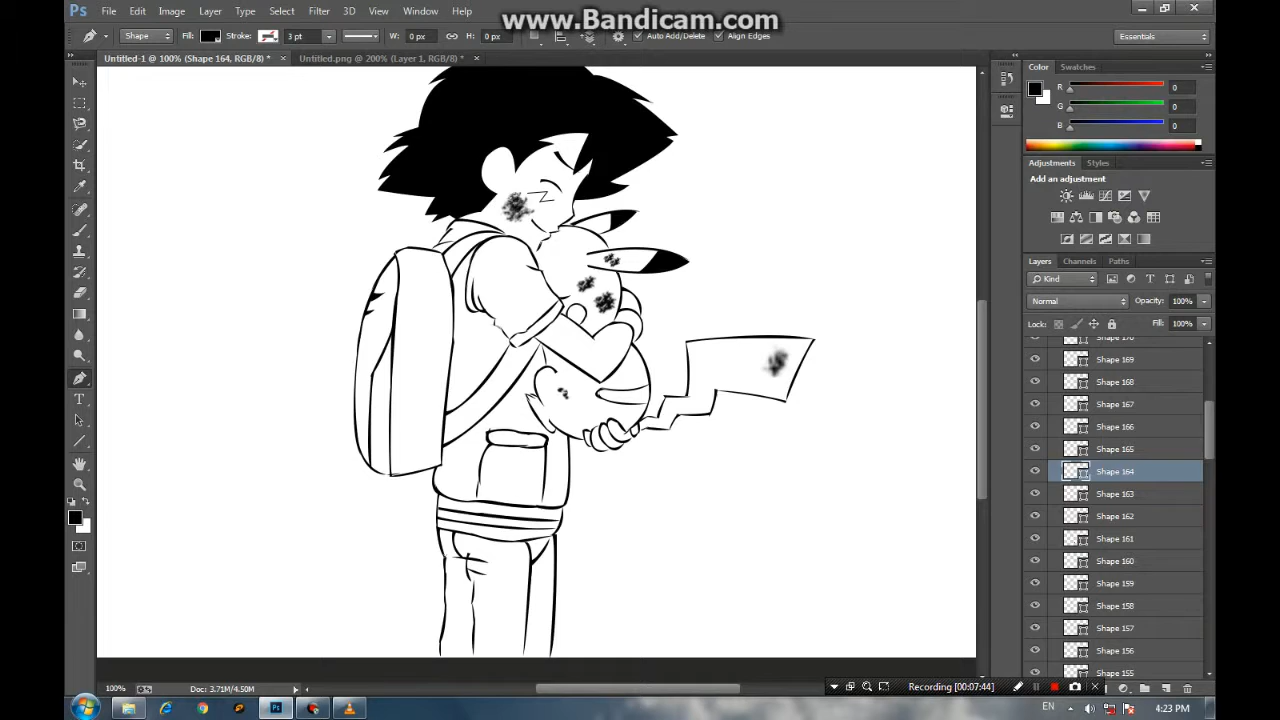 www.Bandicam.com
Ps File Edit Image Layer Type Select Filter 3D View Window Help
Shape Fill: Stroke: 3 pt W: 0 px H: 0 px Auto Add/Delete Align Edges Essentials
Untitled-1 @ 100% (Shape 164, RGB/8) * × Untitled.png @ 200% (Layer 1, RGB/8) * ×
Color Swatches
R 0
G 0
B 0
Adjustments Styles
Add an adjustment
Layers Channels Paths
Kind
Normal Opacity: 100%
Lock: Fill: 100%
Shape 170
Shape 169
Shape 168
Shape 167
Shape 166
Shape 165
Shape 164
Shape 163
Shape 162
Shape 161
Shape 160
Shape 159
Shape 158
Shape 157
Shape 156
Shape 155
100% Doc: 3.71M/4.50M
Recording [00:07:44]
EN 4:23 PM